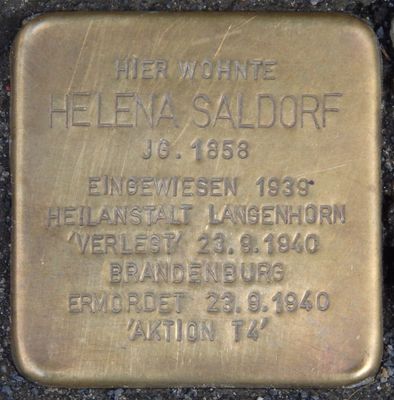 HIER WOHNTE
HELENA SALDORF
JG. 1858
EINGEWIESEN 1939
HEILANSTALT LANGENHORN
'VERLEGT' 23.9.1940
BRANDENBURG
ERMORDET 23.9.1940
'AKTION T4'